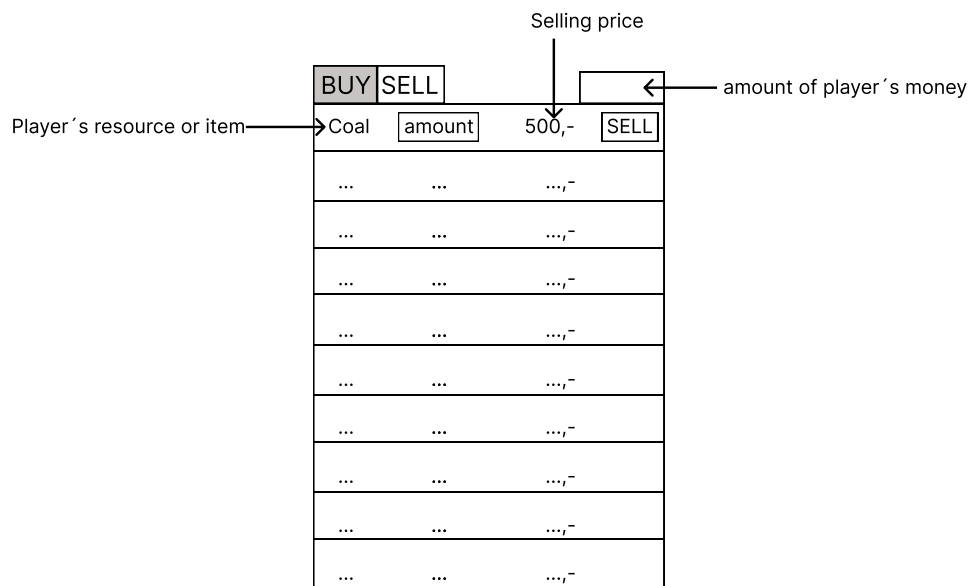 Selling price
BUY SELL
amount of player´s money
Player´s resource or item Coal amount 500,- SELL
... ... ...,-
... ... ...,-
... ... ...,-
... ... ...,-
... ... ...,-
... ... ...,-
... ... ...,-
... ... ...,-
... ... ...,-